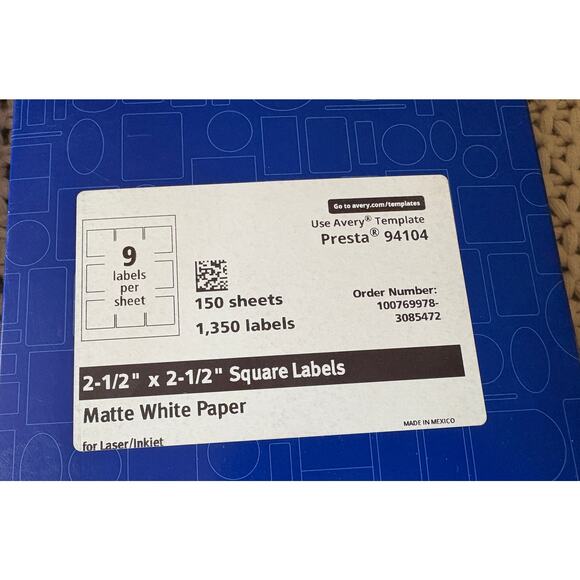 Go to avery.com/templates
Use Avery® Template
Presta® 94104
9
labels
per
sheet
150 sheets
1,350 labels
Order Number:
100769978-
3085472
2-1/2" x 2-1/2" Square Labels
Matte White Paper
for Laser/Inkjet
MADE IN MEXICO